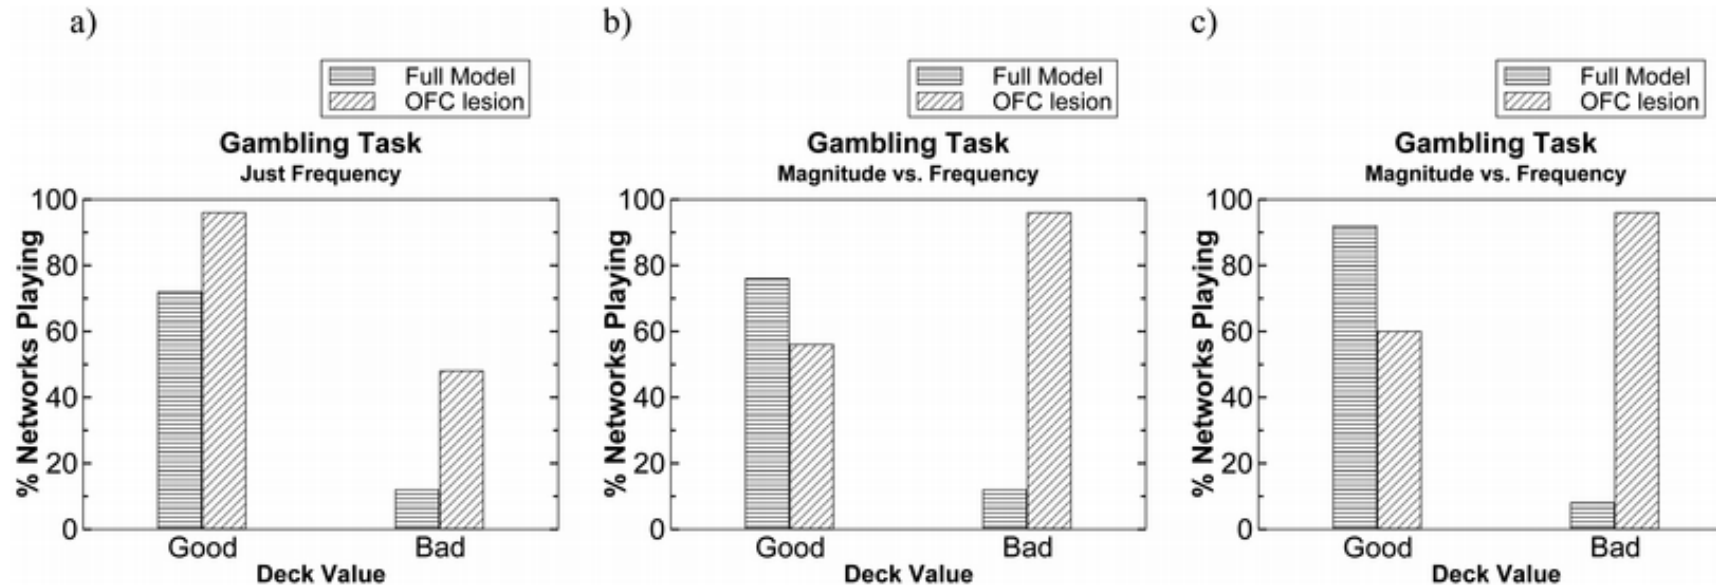 a)
Full Model
OFC lesion
Gambling Task
Just Frequency
% Networks Playing
100
80
60
40
20
0
Good Bad
Deck Value
b)
Full Model
OFC lesion
Gambling Task
Magnitude vs. Frequency
% Networks Playing
100
80
60
40
20
0
Good Bad
Deck Value
c)
Full Model
OFC lesion
Gambling Task
Magnitude vs. Frequency
% Networks Playing
100
80
60
40
20
0
Good Bad
Deck Value